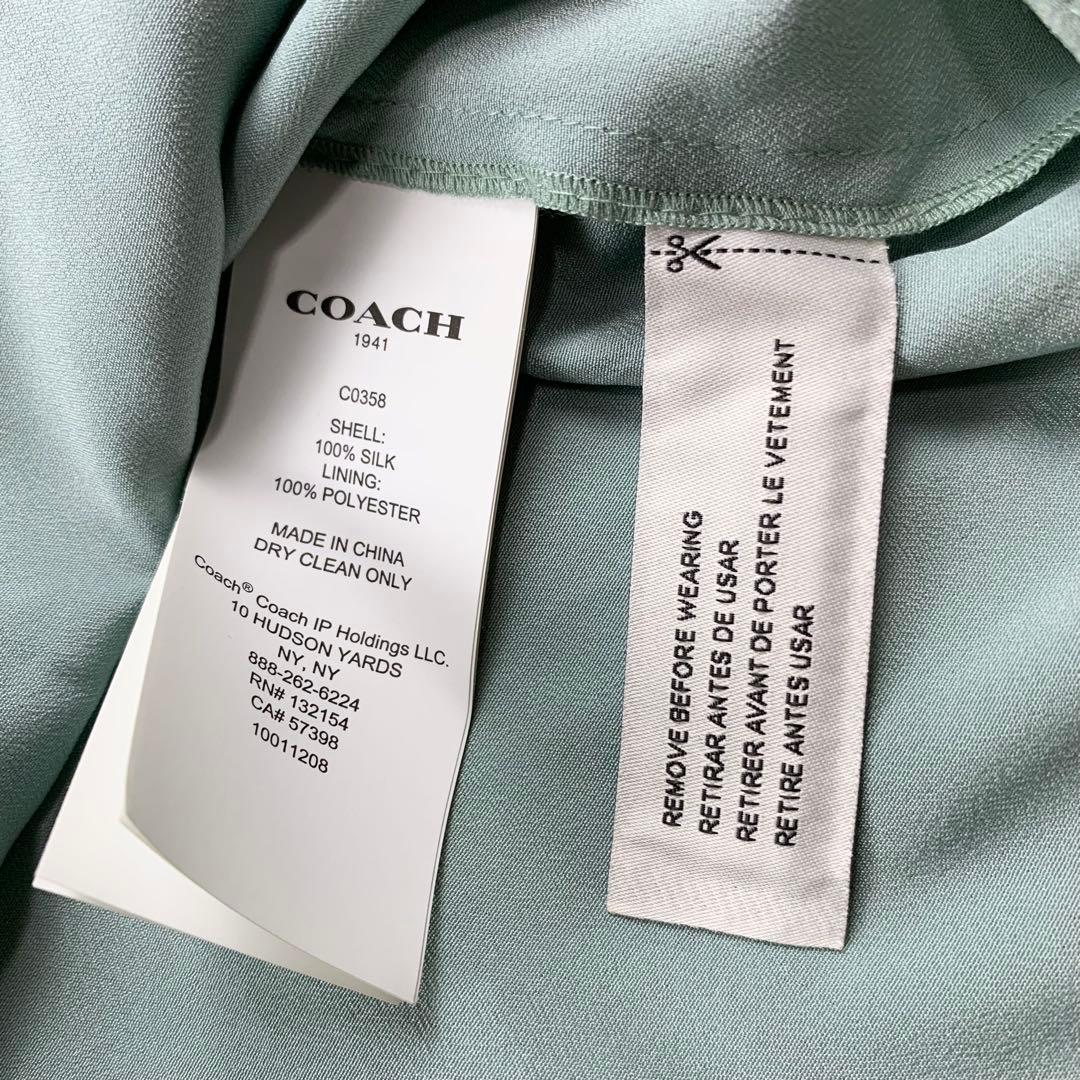 COACH
1941
C0358
SHELL:
100% SILK
LINING:
100% POLYESTER
MADE IN CHINA
DRY CLEAN ONLY
Coach® Coach IP Holdings LLC.
10 HUDSON YARDS
NY, NY
888-262-6224
RN# 132154
CA# 57398
10011208
REMOVE BEFORE WEARING
RETIRAR ANTES DE USAR
RETIRER AVANT DE PORTER LE VETEMENT
RETIRE ANTES USAR